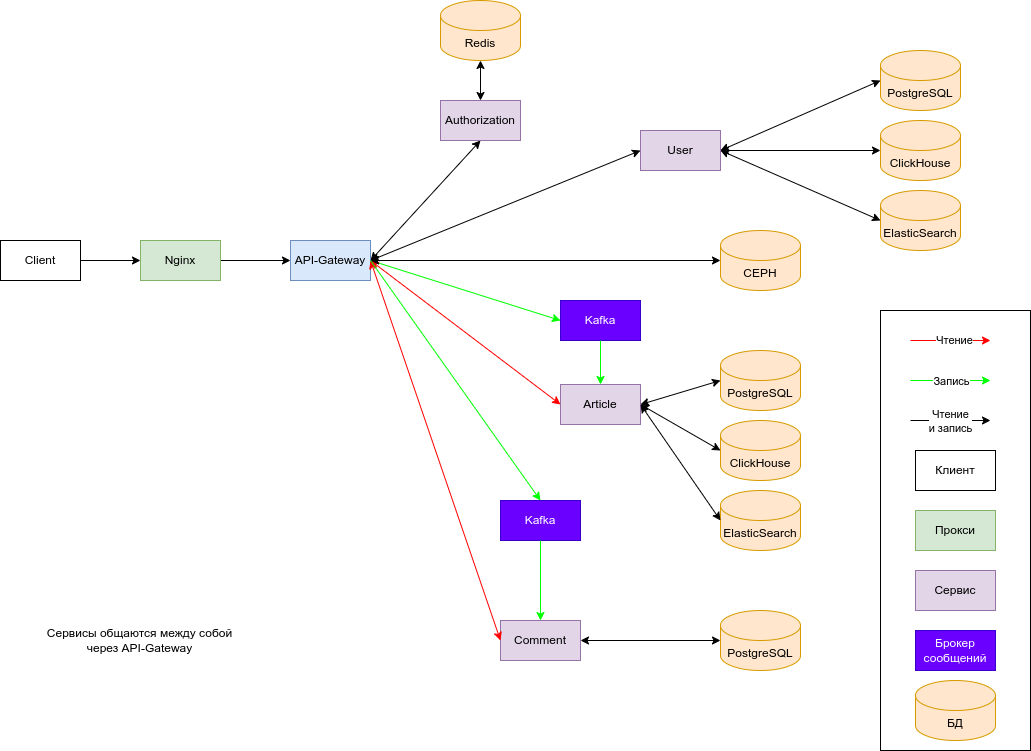 Redis
Authorization
User
PostgreSQL
ClickHouse
ElasticSearch
Client
Nginx
API-Gateway
CEPH
Kafka
Article
PostgreSQL
ClickHouse
ElasticSearch
Kafka
Comment
PostgreSQL
Сервисы общаются между собой
через API-Gateway
Чтение
Запись
Чтение
и запись
Клиент
Прокси
Сервис
Брокер
сообщений
БД